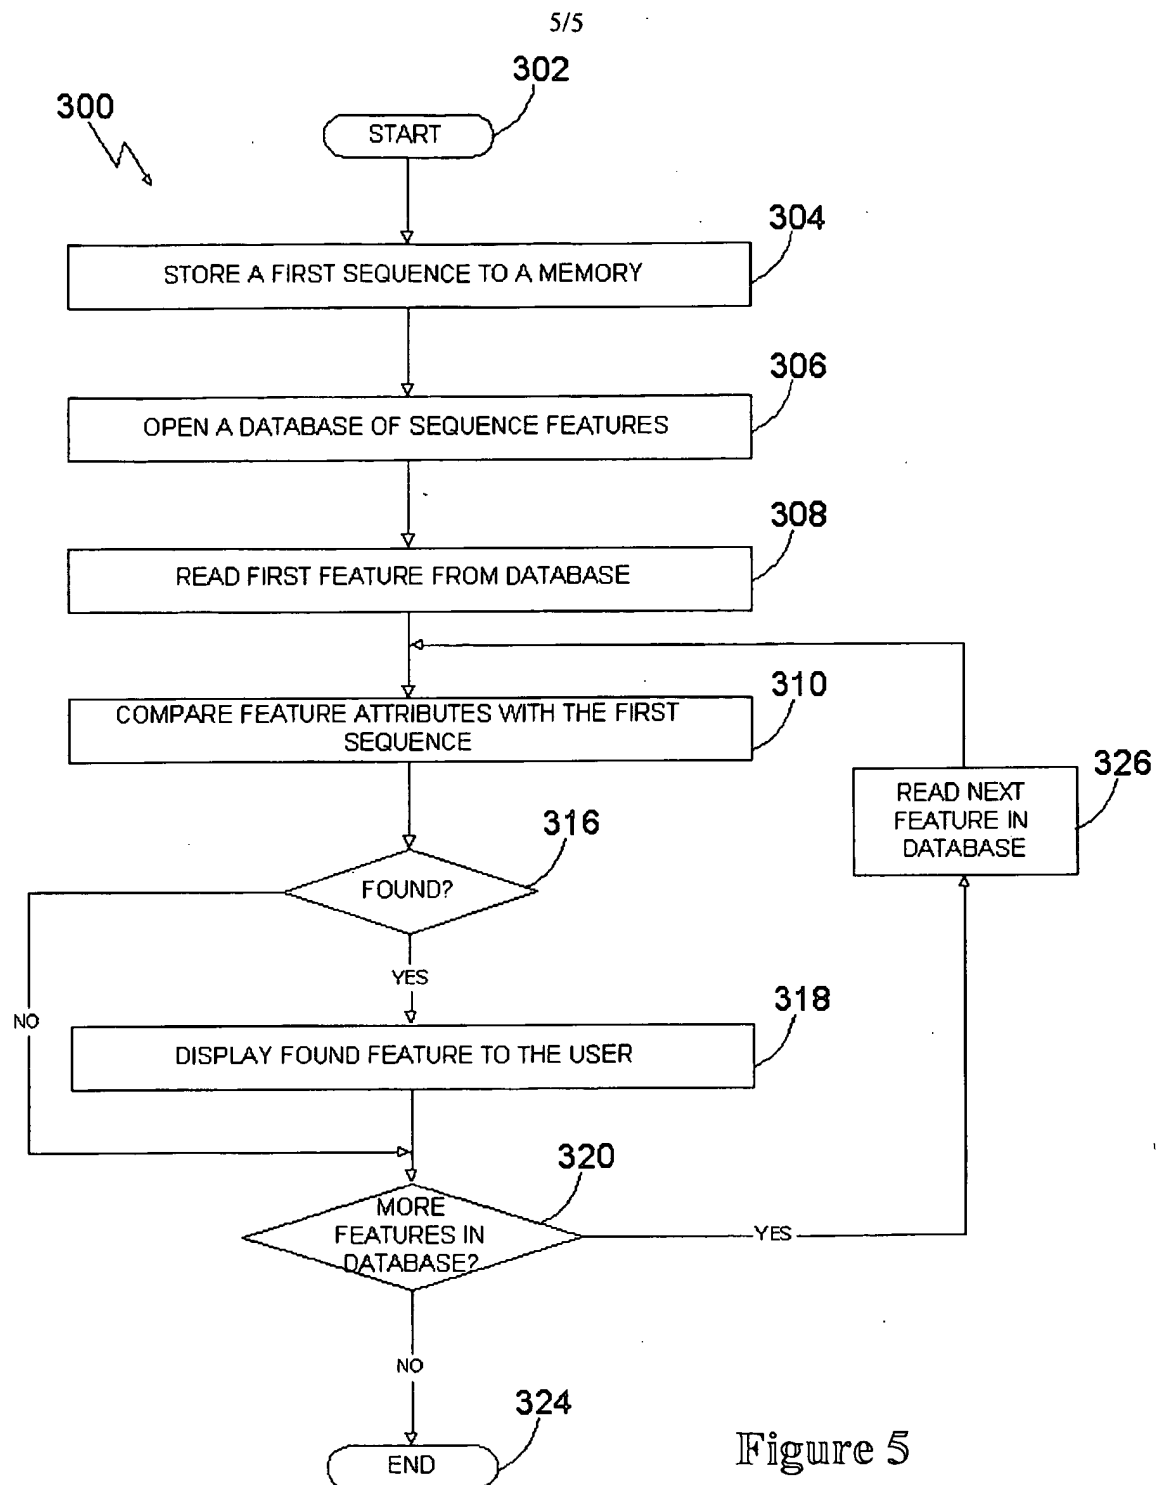 5/5
302
300
START
304
STORE A FIRST SEQUENCE TO A MEMORY
306
OPEN A DATABASE OF SEQUENCE FEATURES
308
READ FIRST FEATURE FROM DATABASE
310
COMPARE FEATURE ATTRIBUTES WITH THE FIRST
SEQUENCE
326
READ NEXT
FEATURE IN
DATABASE
316
FOUND?
YES
NO
318
DISPLAY FOUND FEATURE TO THE USER
320
MORE
FEATURES IN
DATABASE?
YES
NO
324
END
Figure 5